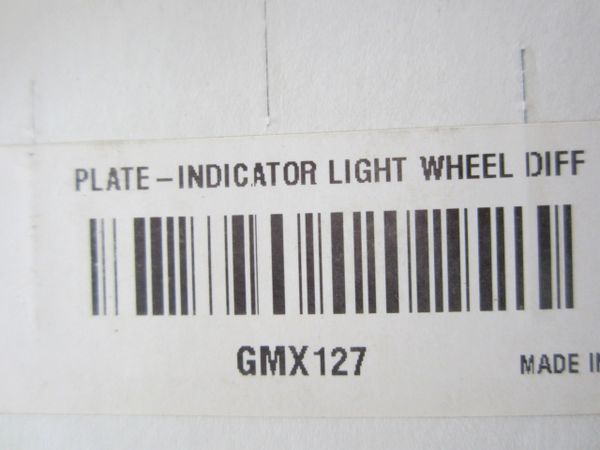 PLATE-INDICATOR LIGHT WHEEL DIFF
GMX127
MADE IN